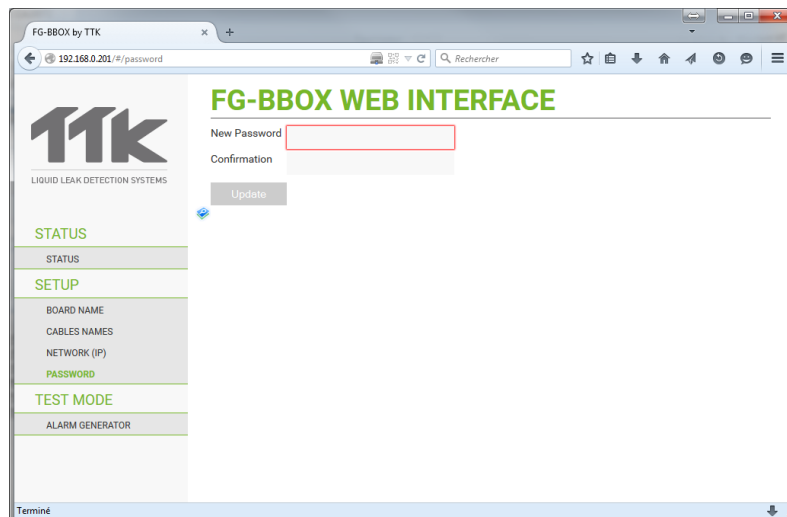 FG-BBOX by TTK
192.168.0.201/#/password
Rechercher
TTK
LIQUID LEAK DETECTION SYSTEMS
STATUS
STATUS
SETUP
BOARD NAME
CABLES NAMES
NETWORK (IP)
PASSWORD
TEST MODE
ALARM GENERATOR
FG-BBOX WEB INTERFACE
New Password
Confirmation
Update
Terminé